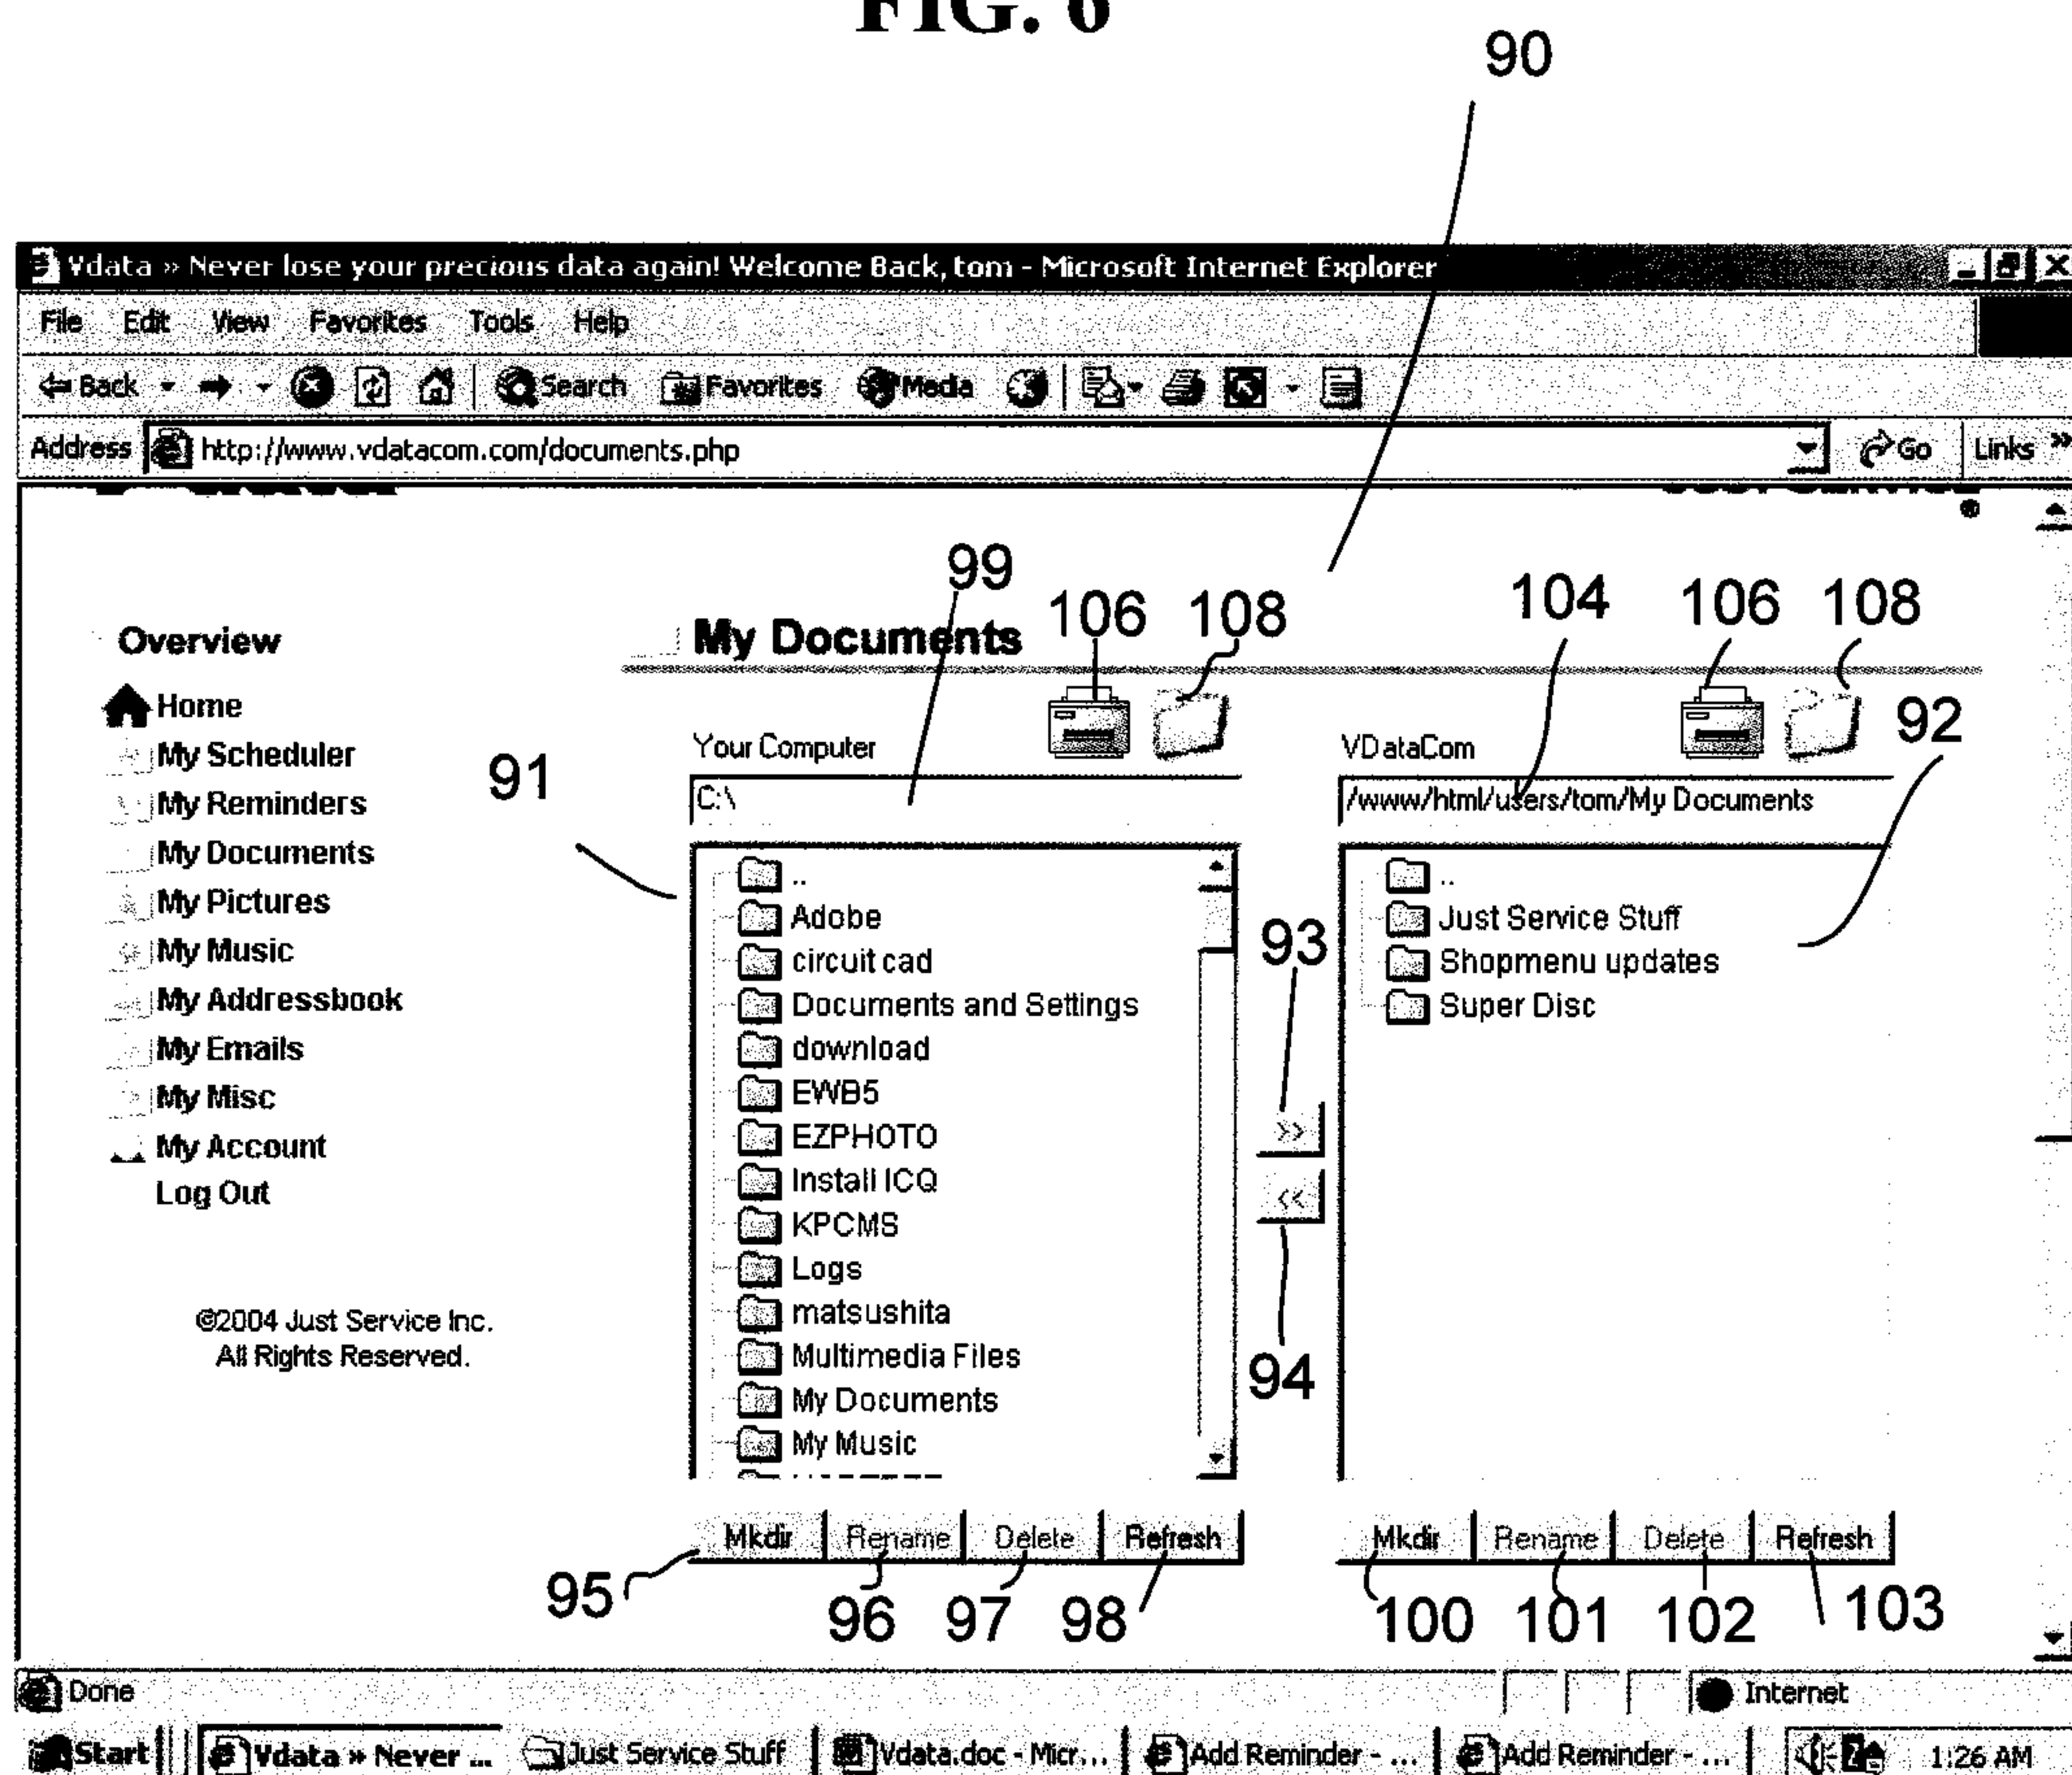 FIG. 6
90
Vdata » Never lose your precious data again! Welcome Back, tom - Microsoft Internet Explorer
File Edit View Favorites Tools Help
Back Search Favorites Media
Address http://www.vdatacom.com/documents.php Go Links »
®
99 106 108 104 106 108
Overview
My Documents
92
Home
My Scheduler
My Reminders
My Documents
My Pictures
My Music
My Addressbook
My Emails
My Misc
My Account
Log Out
©2004 Just Service Inc.
All Rights Reserved.
91
Your Computer
C:\
..
Adobe
circuit cad
Documents and Settings
download
EWB5
EZPHOTO
Install ICQ
KPCMS
Logs
matsushita
Multimedia Files
My Documents
My Music
93
>>
<<
94
VDataCom
/www/html/users/tom/My Documents
..
Just Service Stuff
Shopmenu updates
Super Disc
Mkdir Rename Delete Refresh
Mkdir Rename Delete Refresh
95 96 97 98 100 101 102 103
Done Internet
Start Vdata » Never ... Just Service Stuff Vdata.doc - Micr... Add Reminder - ... Add Reminder - ... 1:26 AM